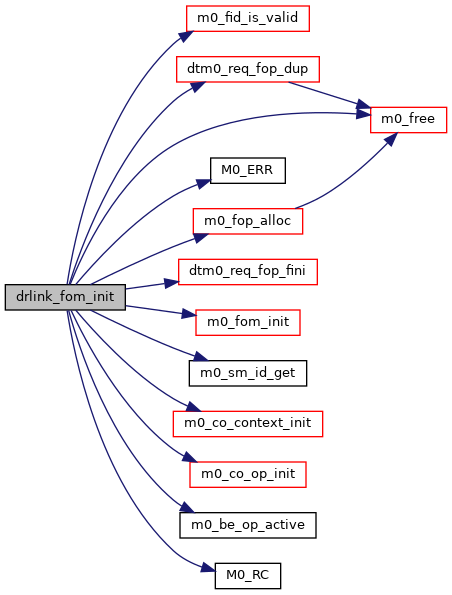 m0_fid_is_valid
dtm0_req_fop_dup
m0_free
M0_ERR
m0_fop_alloc
dtm0_req_fop_fini
drlink_fom_init
m0_fom_init
m0_sm_id_get
m0_co_context_init
m0_co_op_init
m0_be_op_active
M0_RC